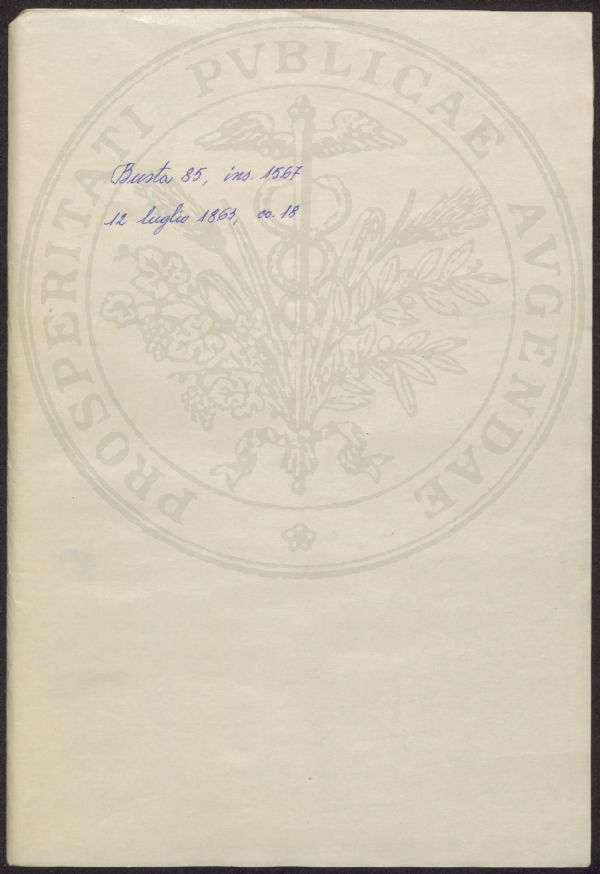 PROSPERITATI PVBLICAE AVGENDAE
Busta 85, ins. 1567
12 luglio 1863, cc. 18